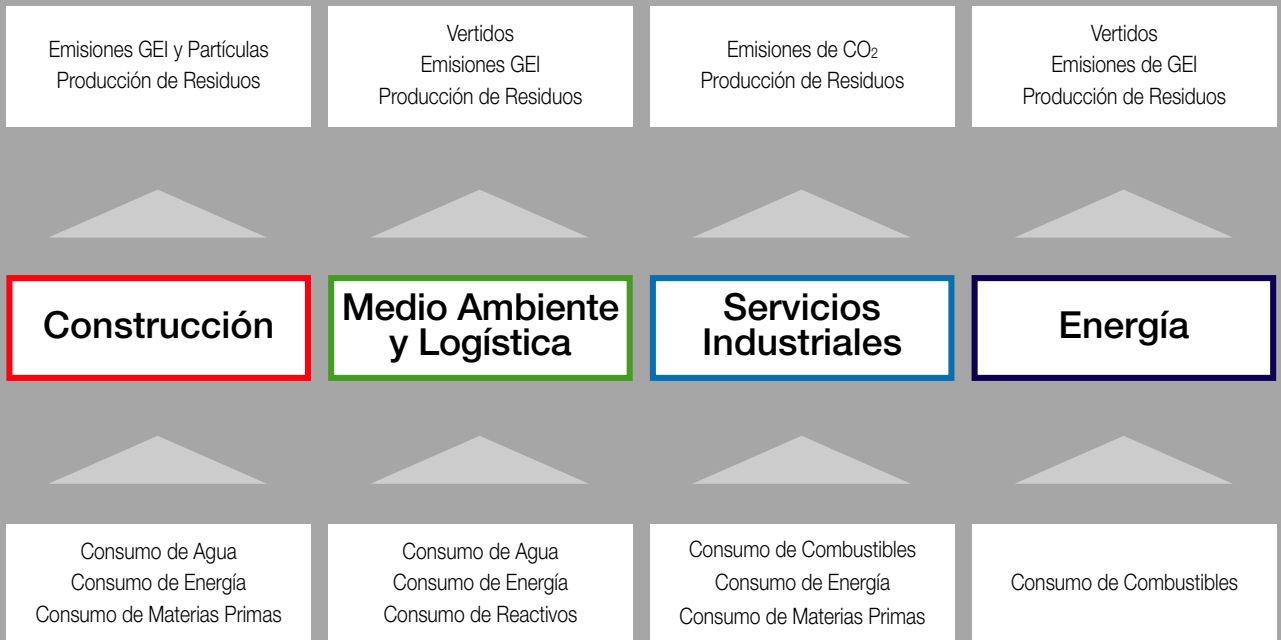 Emisiones GEI y Partículas
Producción de Residuos
Vertidos
Emisiones GEI
Producción de Residuos
Emisiones de CO₂
Producción de Residuos
Vertidos
Emisiones de GEI
Producción de Residuos
Construcción
Medio Ambiente
y Logística
Servicios
Industriales
Energía
Consumo de Agua
Consumo de Energía
Consumo de Materias Primas
Consumo de Agua
Consumo de Energía
Consumo de Reactivos
Consumo de Combustibles
Consumo de Energía
Consumo de Materias Primas
Consumo de Combustibles